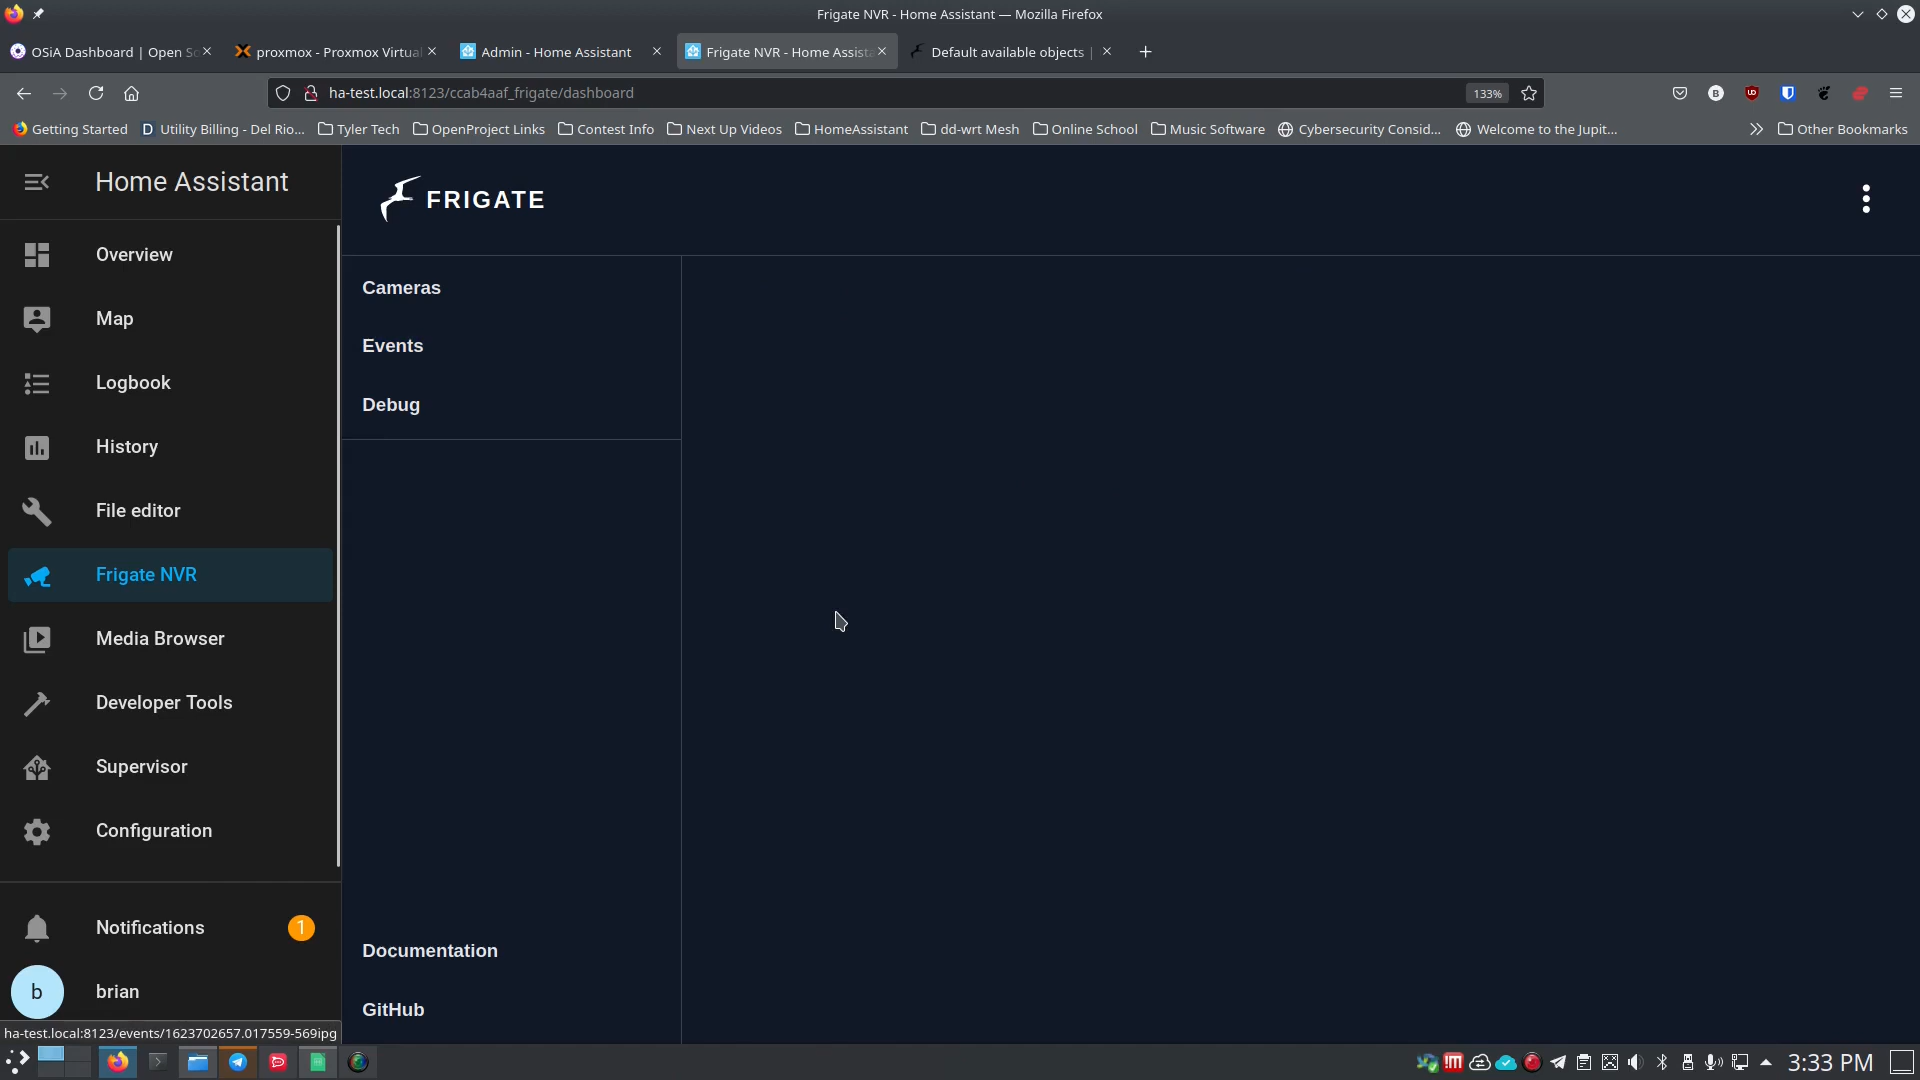 Frigate NVR - Home Assistant — Mozilla Firefox
OSiA Dashboard | Open So
proxmox - Proxmox Virtual
Admin - Home Assistant
Frigate NVR - Home Assista
Default available objects |
ha-test.local:8123/ccab4aaf_frigate/dashboard
133%
Getting Started
Utility Billing - Del Rio...
Tyler Tech
OpenProject Links
Contest Info
Next Up Videos
HomeAssistant
dd-wrt Mesh
Online School
Music Software
Cybersecurity Consid...
Welcome to the Jupit...
Other Bookmarks
Home Assistant
FRIGATE
Overview
Map
Logbook
History
File editor
Frigate NVR
Media Browser
Developer Tools
Supervisor
Configuration
Notifications
1
b
brian
Cameras
Events
Debug
Documentation
GitHub
ha-test.local:8123/events/1623702657.017559-569ipg
3:33 PM